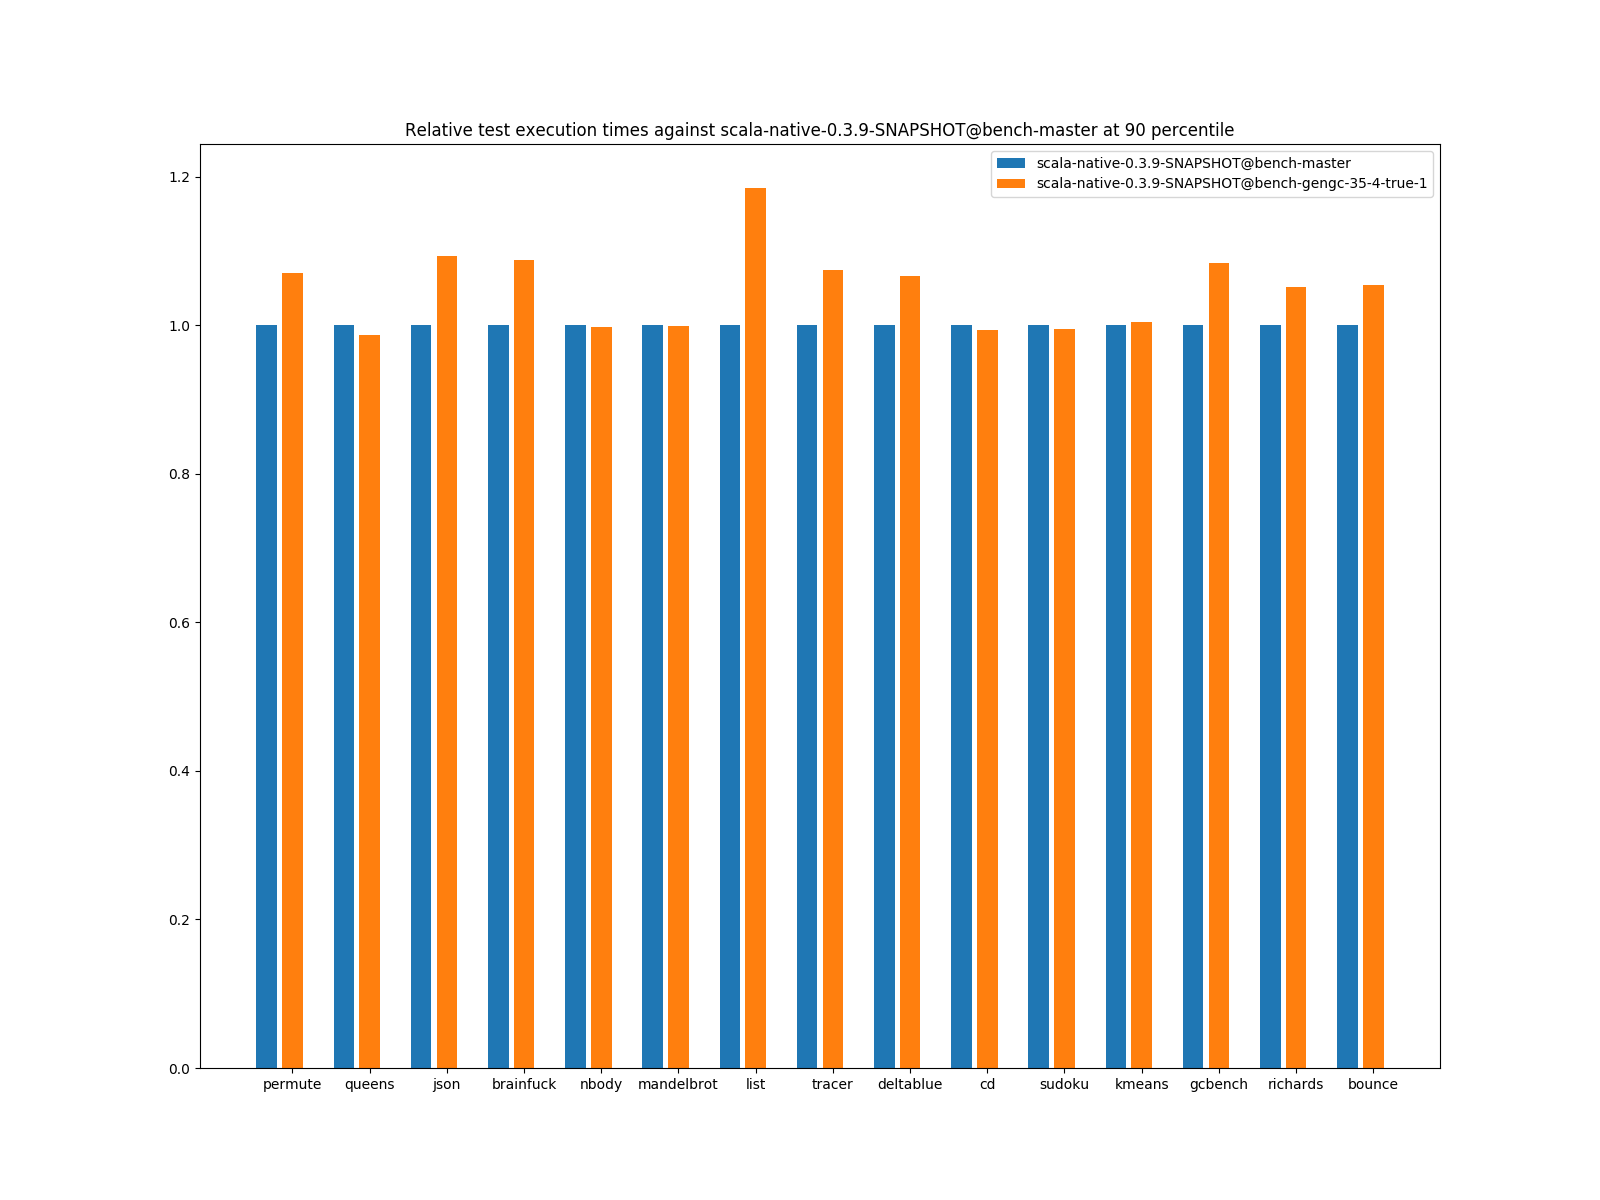 Relative test execution times against scala-native-0.3.9-SNAPSHOT@bench-master at 90 percentile
scala-native-0.3.9-SNAPSHOT@bench-master
scala-native-0.3.9-SNAPSHOT@bench-gengc-35-4-true-1
1.2
1.0
0.8
0.6
0.4
0.2
0.0
permute queens json brainfuck nbody mandelbrot list tracer deltablue cd sudoku kmeans gcbench richards bounce